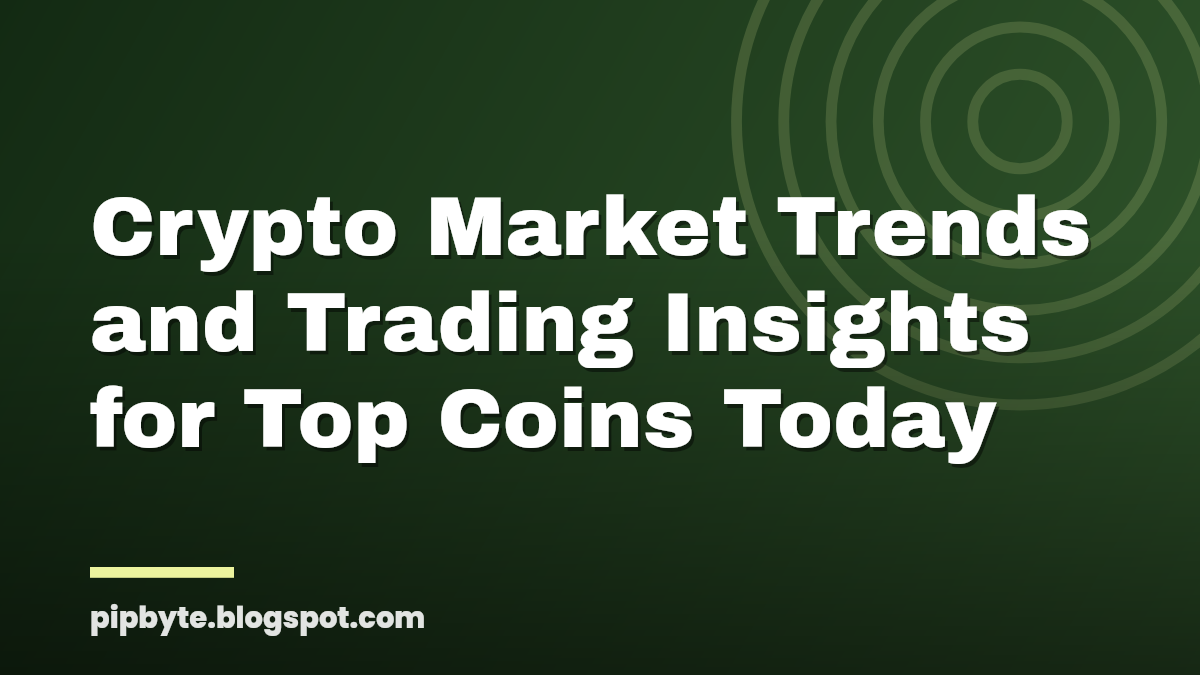 Crypto Market Trends
and Trading Insights
for Top Coins Today
pipbyte.blogspot.com